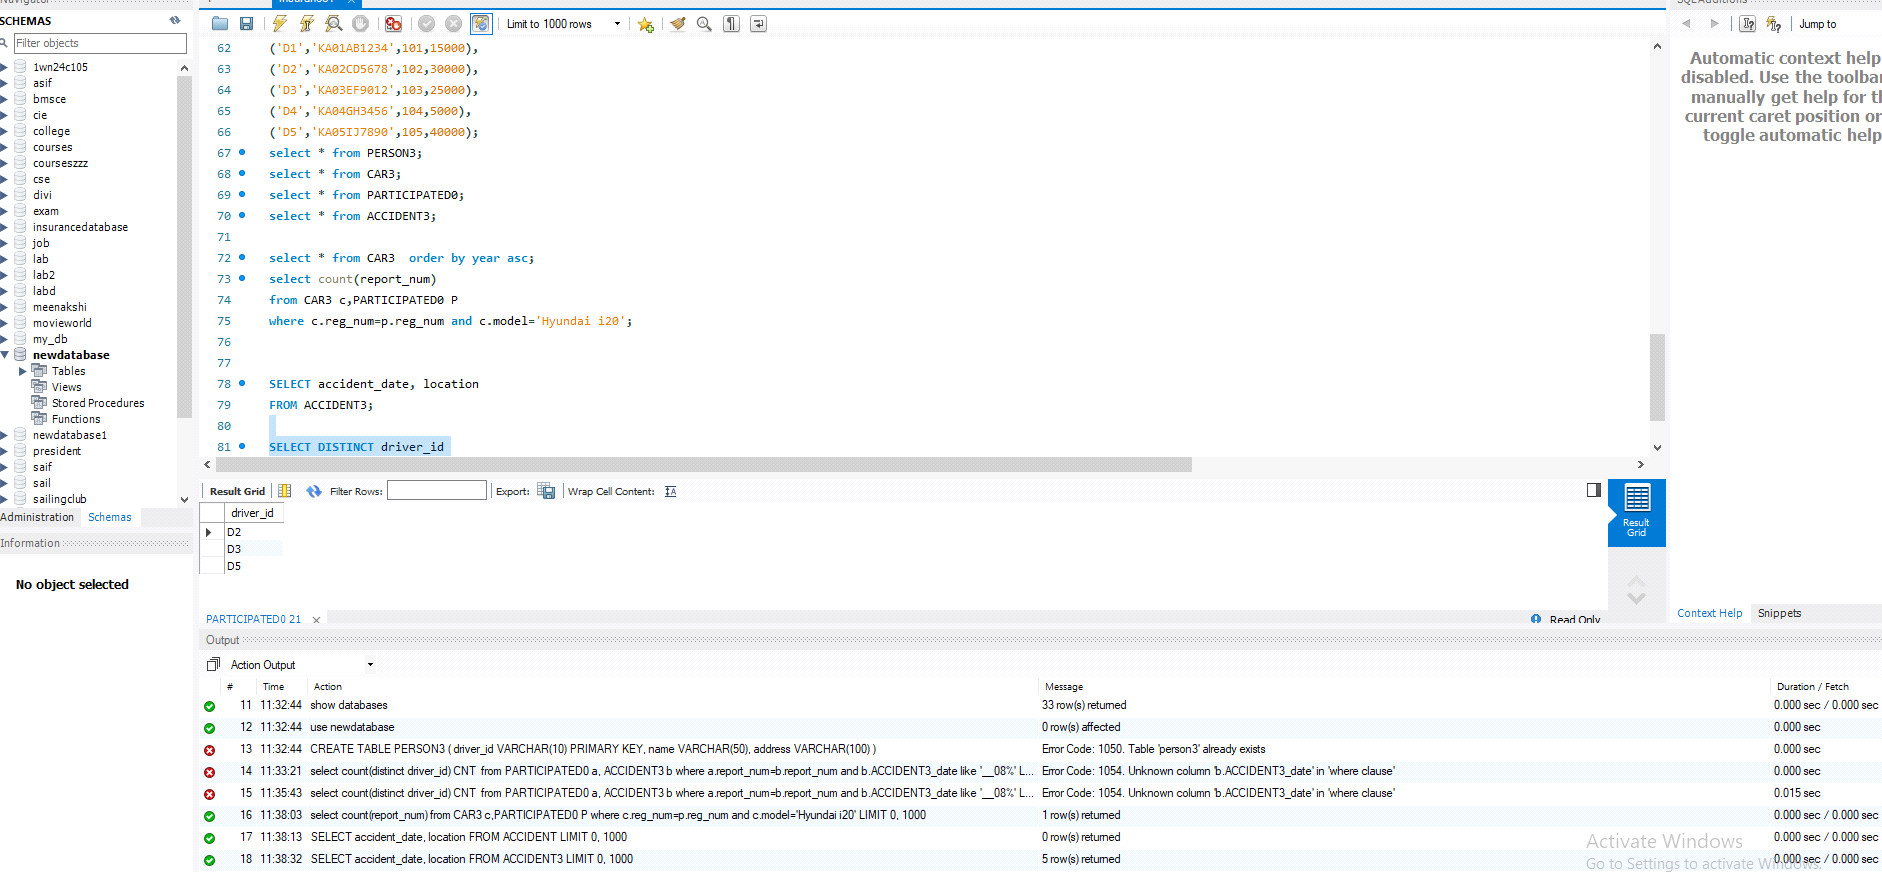 Navigator
SCHEMAS
Filter objects
1wn24c105
asif
bmsce
cie
college
courses
courseszzz
cse
divi
exam
insurancedatabase
job
lab
lab2
labd
meenakshi
movieworld
my_db
newdatabase
Tables
Views
Stored Procedures
Functions
newdatabase1
president
saif
sail
sailingclub
Administration Schemas
Information
No object selected
Limit to 1000 rows
62 ('D1','KA01AB1234',101,15000),
63 ('D2','KA02CD5678',102,30000),
64 ('D3','KA03EF9012',103,25000),
65 ('D4','KA04GH3456',104,5000),
66 ('D5','KA05IJ7890',105,40000);
67 select * from PERSON3;
68 select * from CAR3;
69 select * from PARTICIPATED0;
70 select * from ACCIDENT3;
71
72 select * from CAR3  order by year asc;
73 select count(report_num)
74 from CAR3 c,PARTICIPATED0 P
75 where c.reg_num=p.reg_num and c.model='Hyundai i20';
76
77
78 SELECT accident_date, location
79 FROM ACCIDENT3;
80
81 SELECT DISTINCT driver_id
Result Grid Filter Rows: Export: Wrap Cell Content:
driver_id
D2
D3
D5
Result
Grid
PARTICIPATED0 21
Read Only
SQLAdditions
Jump to
Automatic context help
disabled. Use the toolbar
manually get help for th
current caret position or
toggle automatic help
Context Help Snippets
Output
Action Output
# Time Action Message Duration / Fetch
11 11:32:44 show databases 33 row(s) returned 0.000 sec / 0.000 sec
12 11:32:44 use newdatabase 0 row(s) affected 0.000 sec
13 11:32:44 CREATE TABLE PERSON3 ( driver_id VARCHAR(10) PRIMARY KEY, name VARCHAR(50), address VARCHAR(100) ) Error Code: 1050. Table 'person3' already exists 0.000 sec
14 11:33:21 select count(distinct driver_id) CNT from PARTICIPATED0 a, ACCIDENT3 b where a.report_num=b.report_num and b.ACCIDENT3_date like '__08%' L... Error Code: 1054. Unknown column 'b.ACCIDENT3_date' in 'where clause' 0.000 sec
15 11:35:43 select count(distinct driver_id) CNT from PARTICIPATED0 a, ACCIDENT3 b where a.report_num=b.report_num and b.ACCIDENT3_date like '__08%' L... Error Code: 1054. Unknown column 'b.ACCIDENT3_date' in 'where clause' 0.015 sec
16 11:38:03 select count(report_num) from CAR3 c,PARTICIPATED0 P where c.reg_num=p.reg_num and c.model='Hyundai i20' LIMIT 0, 1000 1 row(s) returned 0.000 sec / 0.000 sec
17 11:38:13 SELECT accident_date, location FROM ACCIDENT LIMIT 0, 1000 0 row(s) returned 0.000 sec / 0.000 sec
18 11:38:32 SELECT accident_date, location FROM ACCIDENT3 LIMIT 0, 1000 5 row(s) returned 0.000 sec / 0.000 sec
Activate Windows
Go to Settings to activate Windows.